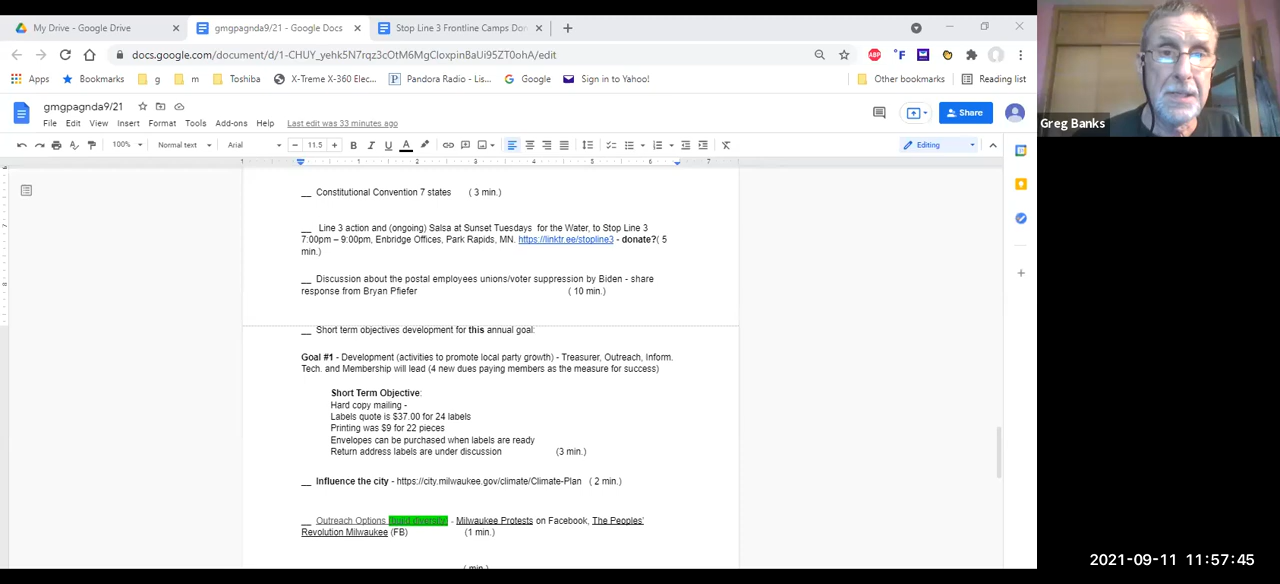 My Drive - Google Drive
gmgpagnda9/21 - Google Docs
Stop Line 3 Frontline Camps Don
docs.google.com/document/d/1-CHUY_yehk5N7rqz3cOtM6MgCloxpinBaUi95ZT0ohA/edit
Apps Bookmarks g m Toshiba X-Treme X-360 Elec... Pandora Radio - Lis... Google Sign in to Yahoo! Other bookmarks Reading list
gmgpagnda9/21
File Edit View Insert Format Tools Add-ons Help Last edit was 33 minutes ago
Share
100% Normal text Arial 11.5 B I U A Editing
__ Constitutional Convention 7 states ( 3 min.)
__ Line 3 action and (ongoing) Salsa at Sunset Tuesdays for the Water, to Stop Line 3
7:00pm – 9:00pm, Enbridge Offices, Park Rapids, MN. https://linktr.ee/stopline3 - donate?( 5
min.)
__ Discussion about the postal employees unions/voter suppression by Biden - share
response from Bryan Pfiefer ( 10 min.)
__ Short term objectives development for this annual goal:
Goal #1 - Development (activities to promote local party growth) - Treasurer, Outreach, Inform.
Tech. and Membership will lead (4 new dues paying members as the measure for success)
Short Term Objective:
Hard copy mailing -
Labels quote is $37.00 for 24 labels
Printing was $9 for 22 pieces
Envelopes can be purchased when labels are ready
Return address labels are under discussion (3 min.)
__ Influence the city - https://city.milwaukee.gov/climate/Climate-Plan ( 2 min.)
__ Outreach Options (build diversity) - Milwaukee Protests on Facebook, The Peoples'
Revolution Milwaukee (FB) (1 min.)
( min.)
Greg Banks
2021-09-11 11:57:45